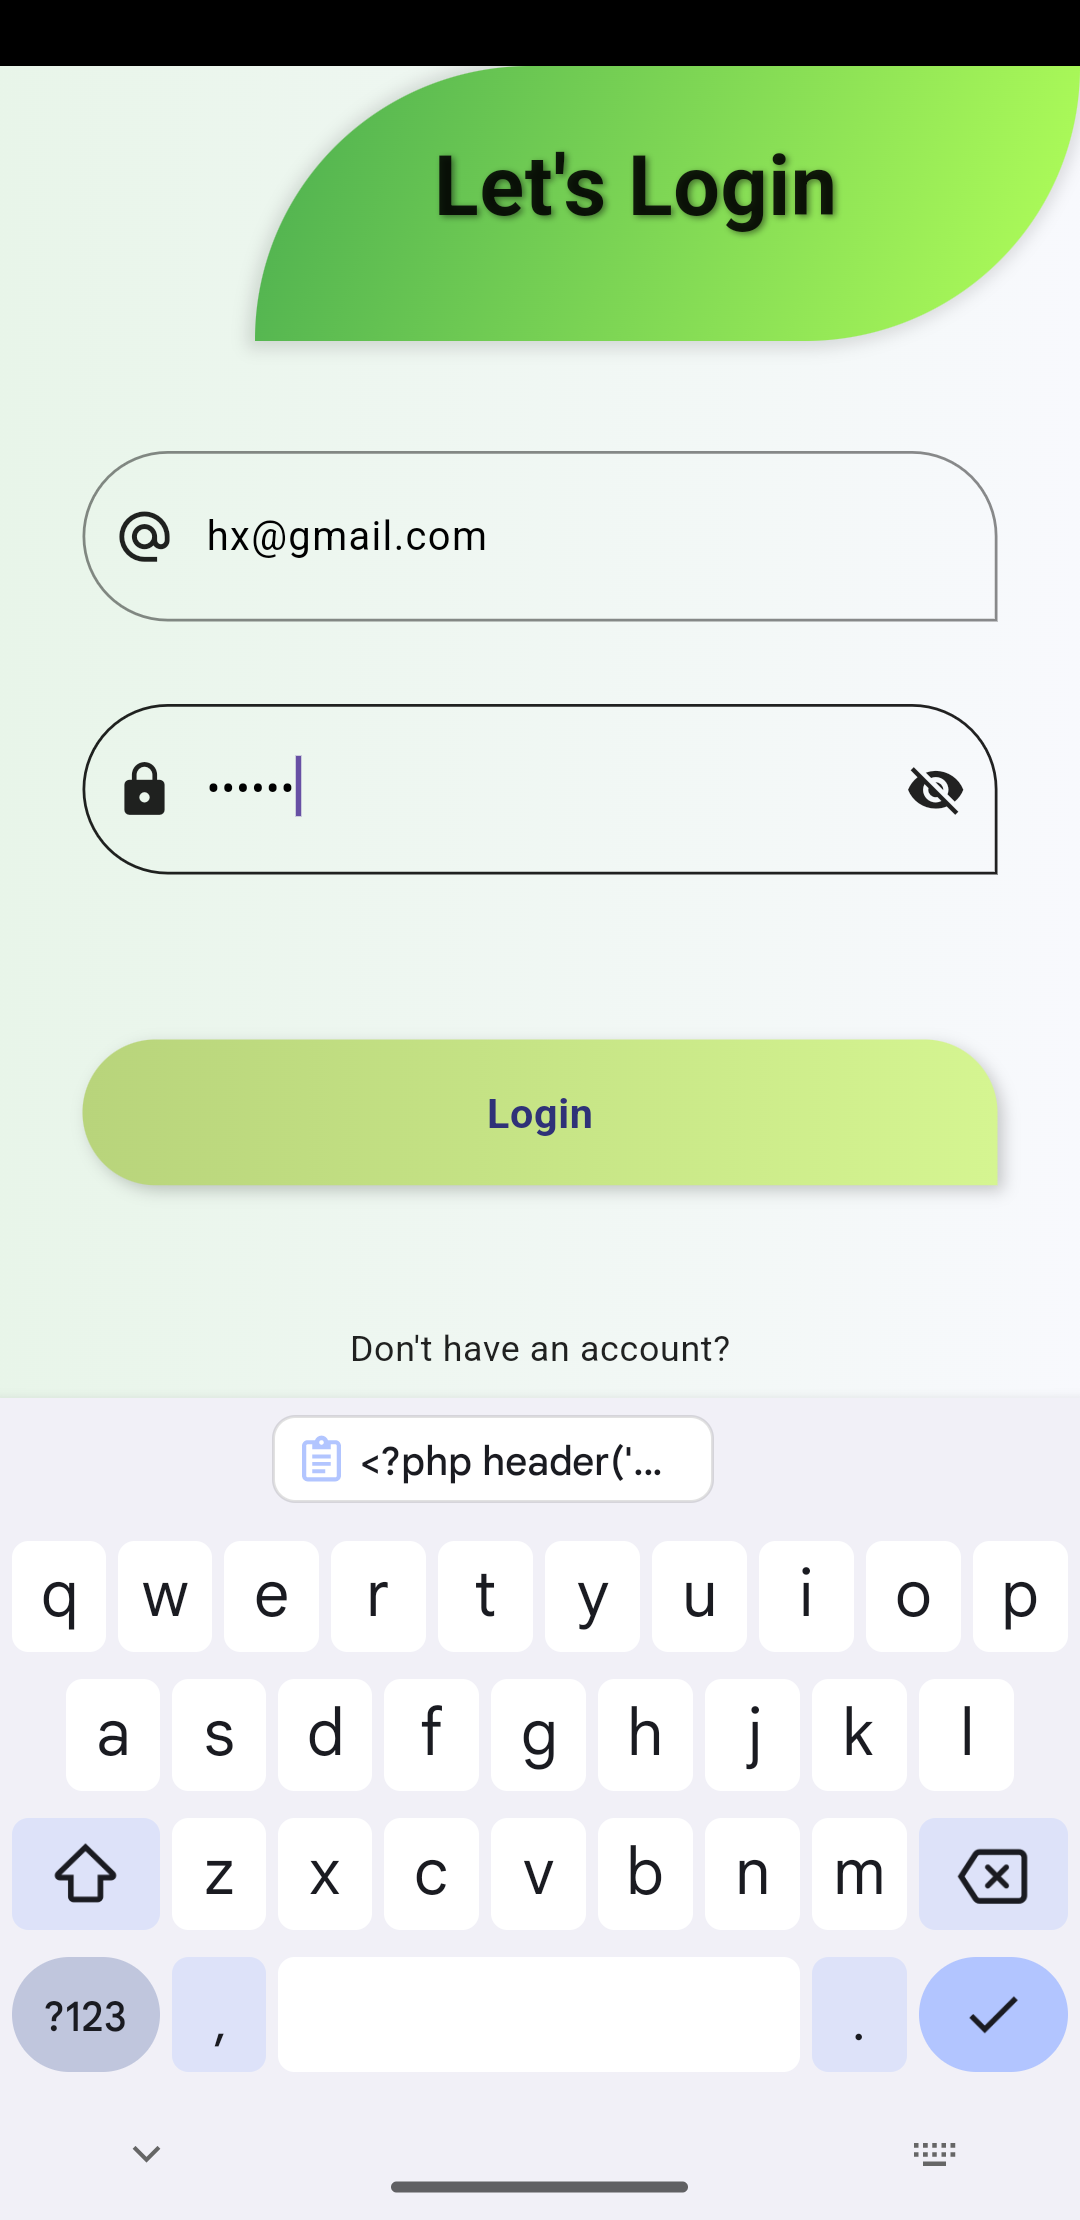 Let's Login
hx@gmail.com
••••••
Login
Don't have an account?
<?php header('...
q w e r t y u i o p
a s d f g h j k l
z x c v b n m
?123 , .